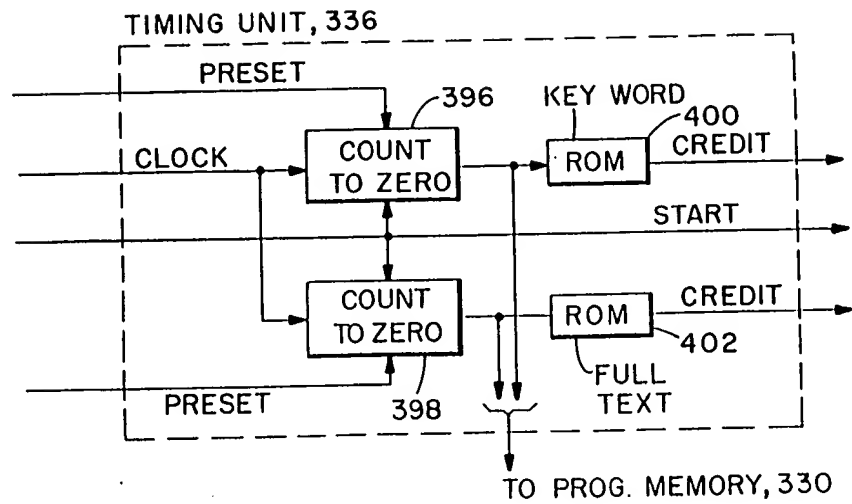 TIMING UNIT, 336
PRESET
396
KEY WORD
400
CLOCK
COUNT
TO ZERO
ROM
CREDIT
START
COUNT
TO ZERO
ROM
CREDIT
402
PRESET
398
FULL
TEXT
TO PROG. MEMORY, 330